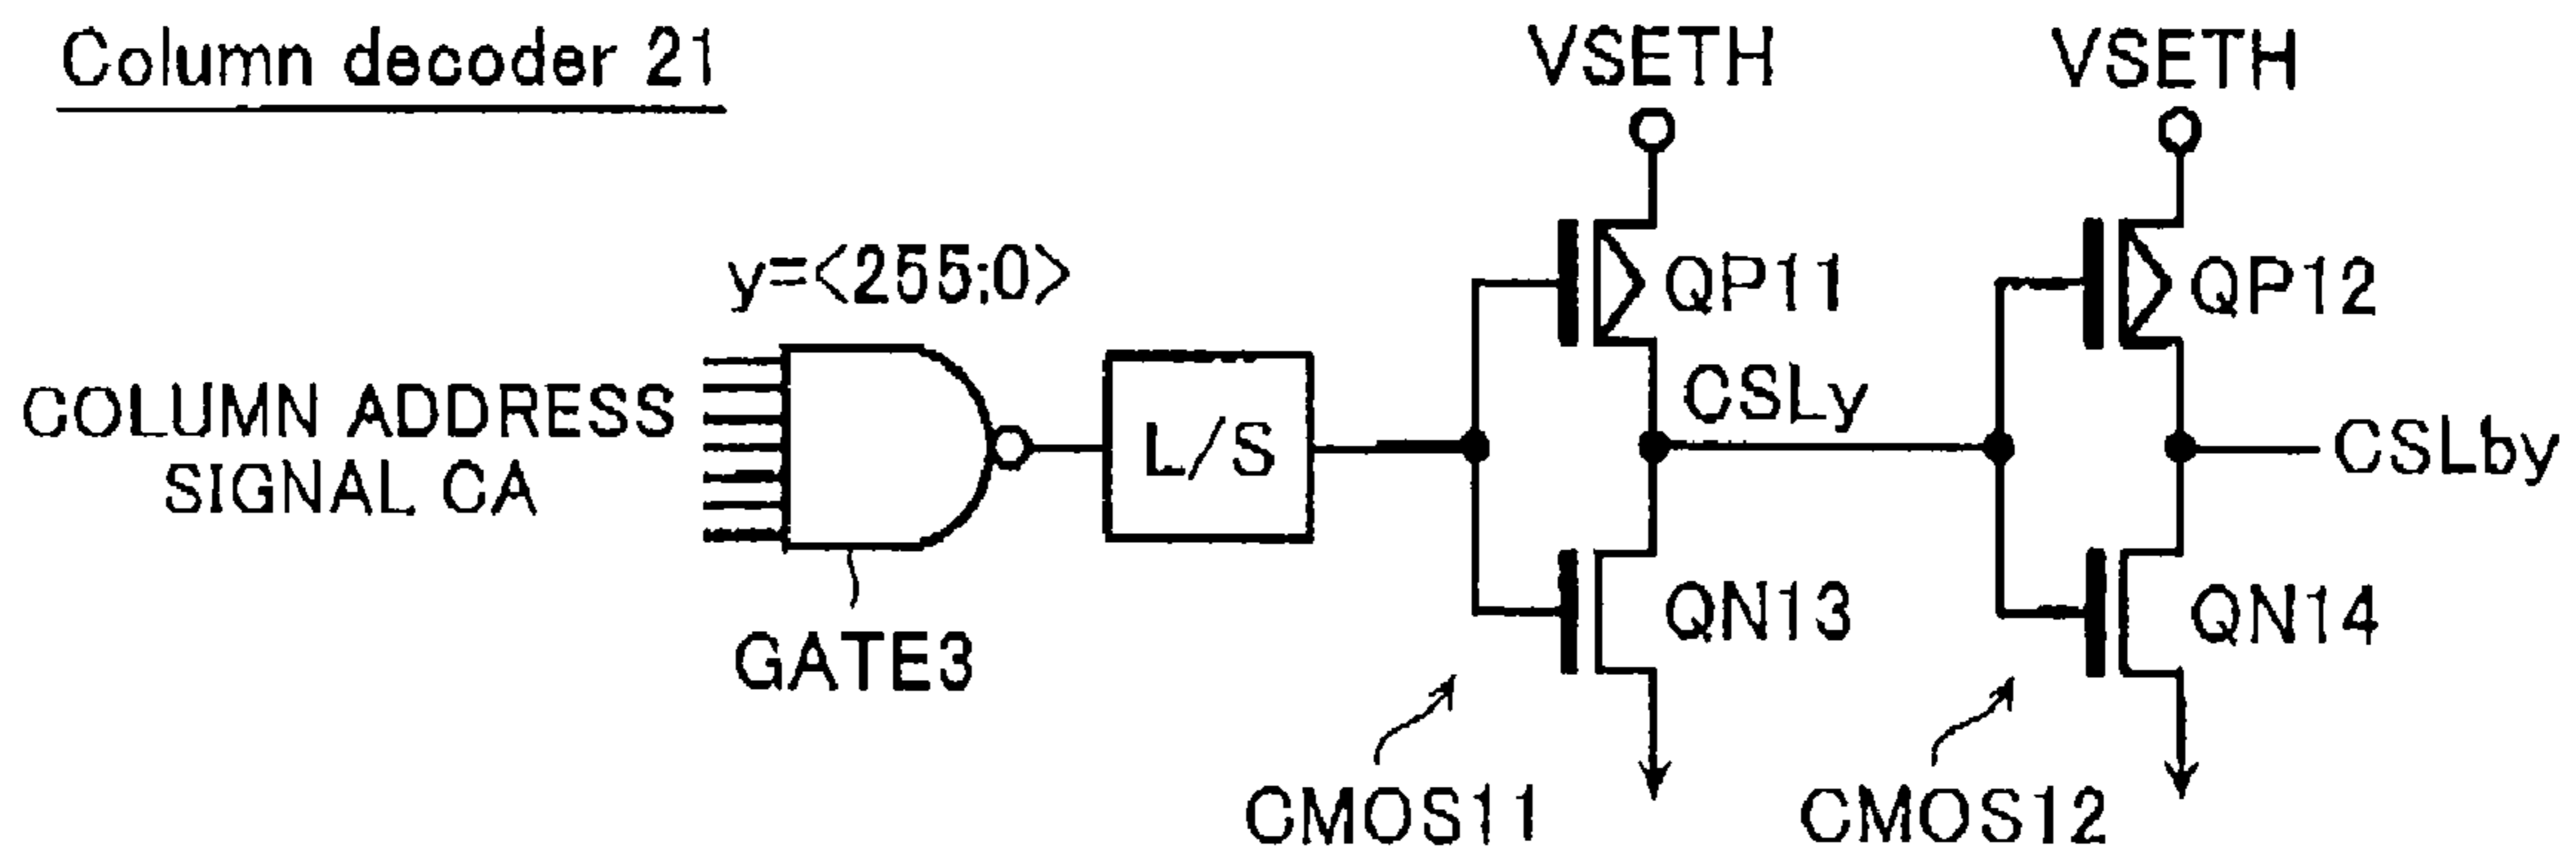 Column decoder 21
VSETH
VSETH
y=<255:0>
QP11
QP12
COLUMN ADDRESS
SIGNAL CA
L/S
CSLy
CSLby
GATE3
QN13
QN14
CMOS11
CMOS12